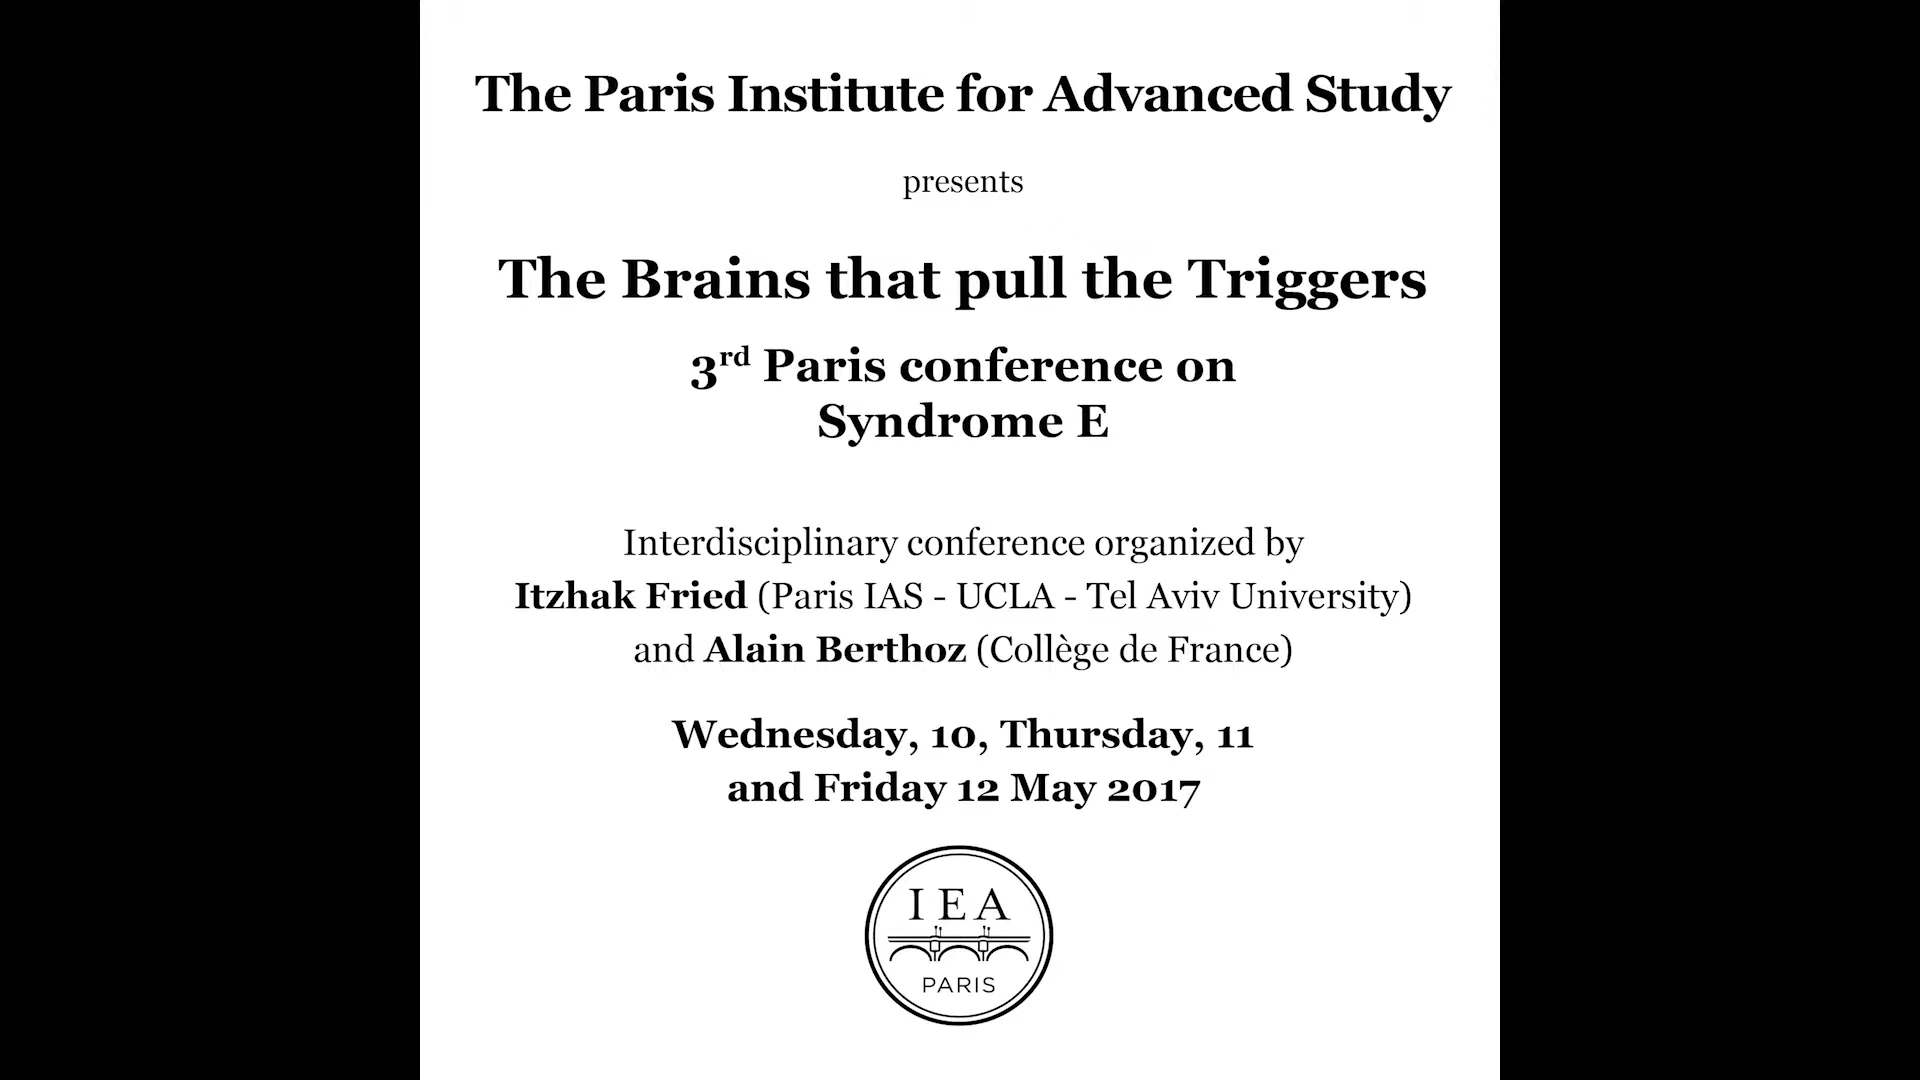 The Paris Institute for Advanced Study
presents
The Brains that pull the Triggers
3rd Paris conference on
Syndrome E
Interdisciplinary conference organized by
Itzhak Fried (Paris IAS - UCLA - Tel Aviv University)
and Alain Berthoz (Collège de France)
Wednesday, 10, Thursday, 11
and Friday 12 May 2017
IEA
PARIS